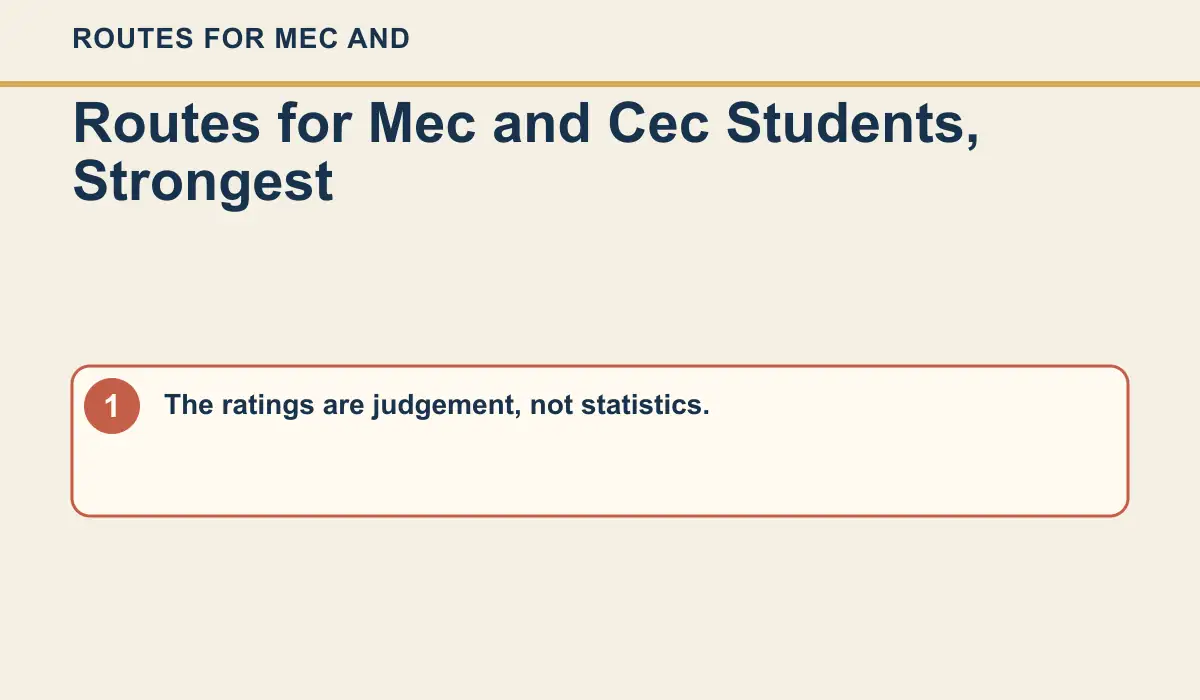 ROUTES FOR MEC AND
Routes for Mec and Cec Students,
Strongest
1
The ratings are judgement, not statistics.